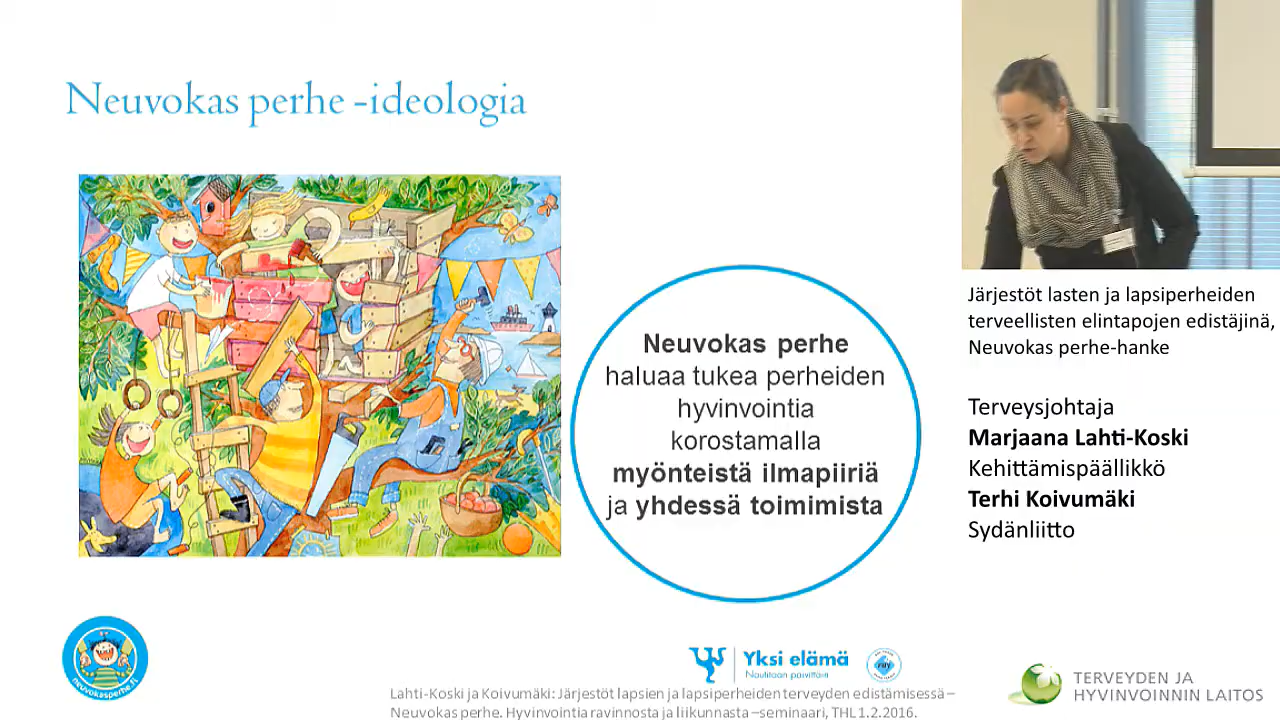 Neuvokas perhe -ideologia
Neuvokas perhe
haluaa tukea perheiden
hyvinvointia
korostamalla
myönteistä ilmapiiriä
ja yhdessä toimimista
Järjestöt lasten ja lapsiperheiden
terveellisten elintapojen edistäjinä,
Neuvokas perhe-hanke
Terveysjohtaja
Marjaana Lahti-Koski
Kehittämispäällikkö
Terhi Koivumäki
Sydänliitto
neuvokasperhe.fi
Yksi elämä
Nautitaan päivittäin
Lahti-Koski ja Koivumäki: Järjestöt lapsien ja lapsiperheiden terveyden edistämisessä –
Neuvokas perhe. Hyvinvointia ravinnosta ja liikunnasta –seminaari, THL 1.2.2016.
TERVEYDEN JA
HYVINVOINNIN LAITOS